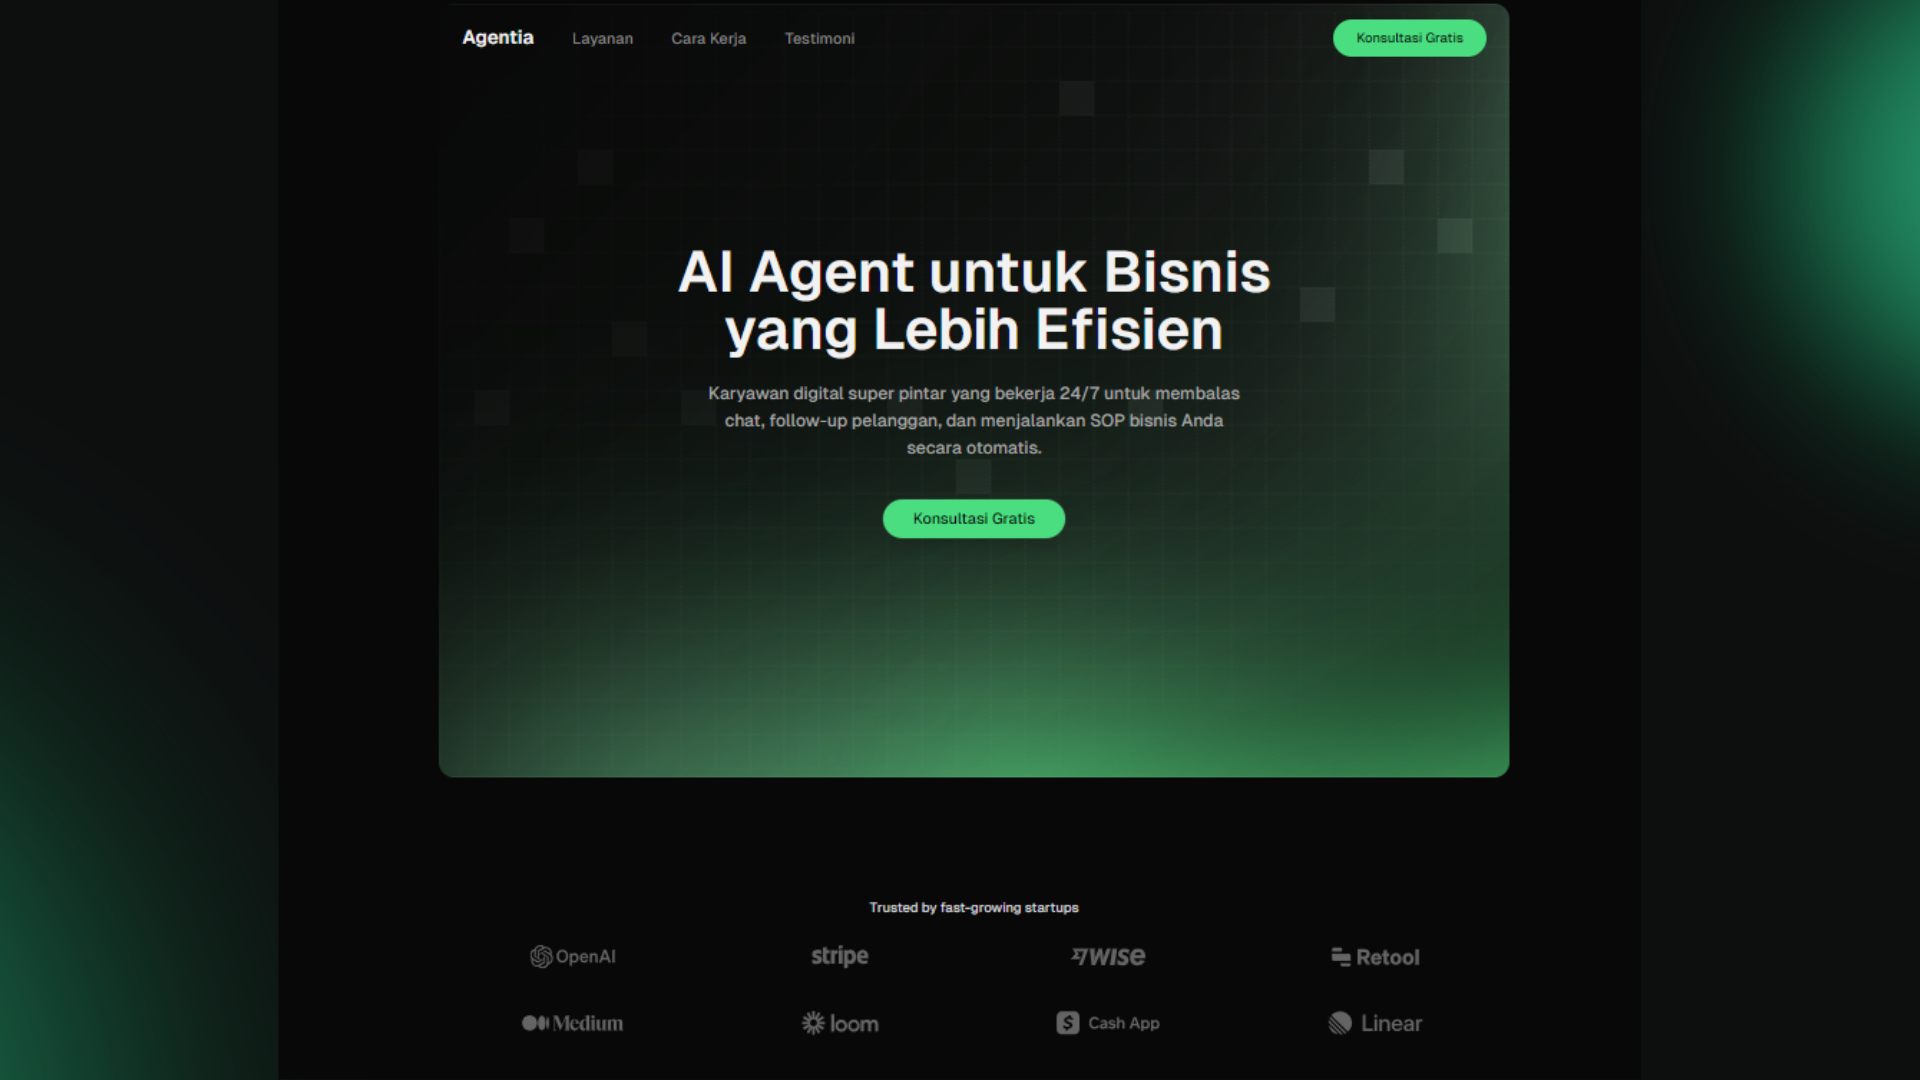 Agentia
Layanan
Cara Kerja
Testimoni
Konsultasi Gratis
AI Agent untuk Bisnis
yang Lebih Efisien
Karyawan digital super pintar yang bekerja 24/7 untuk membalas
chat, follow-up pelanggan, dan menjalankan SOP bisnis Anda
secara otomatis.
Konsultasi Gratis
Trusted by fast-growing startups
OpenAI
stripe
WISE
Retool
Medium
loom
Cash App
Linear